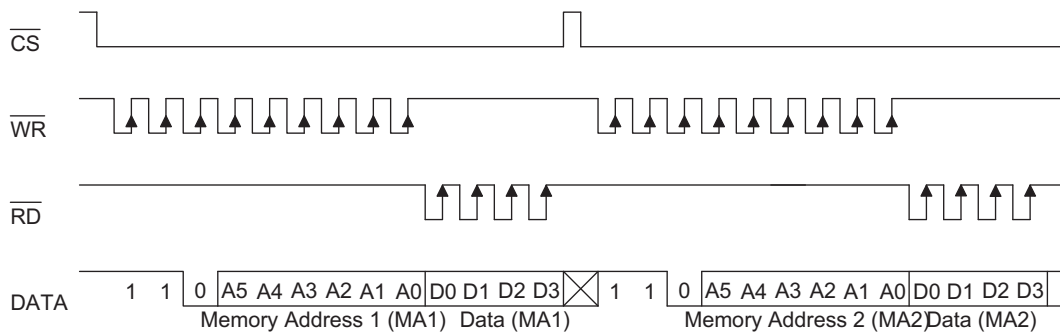 CS
WR
RD
DATA 1 1 0 A5 A4 A3 A2 A1 A0 D0 D1 D2 D3 1 1 0 A5 A4 A3 A2 A1 A0 D0 D1 D2 D3
Memory Address 1 (MA1) Data (MA1) Memory Address 2 (MA2) Data (MA2)